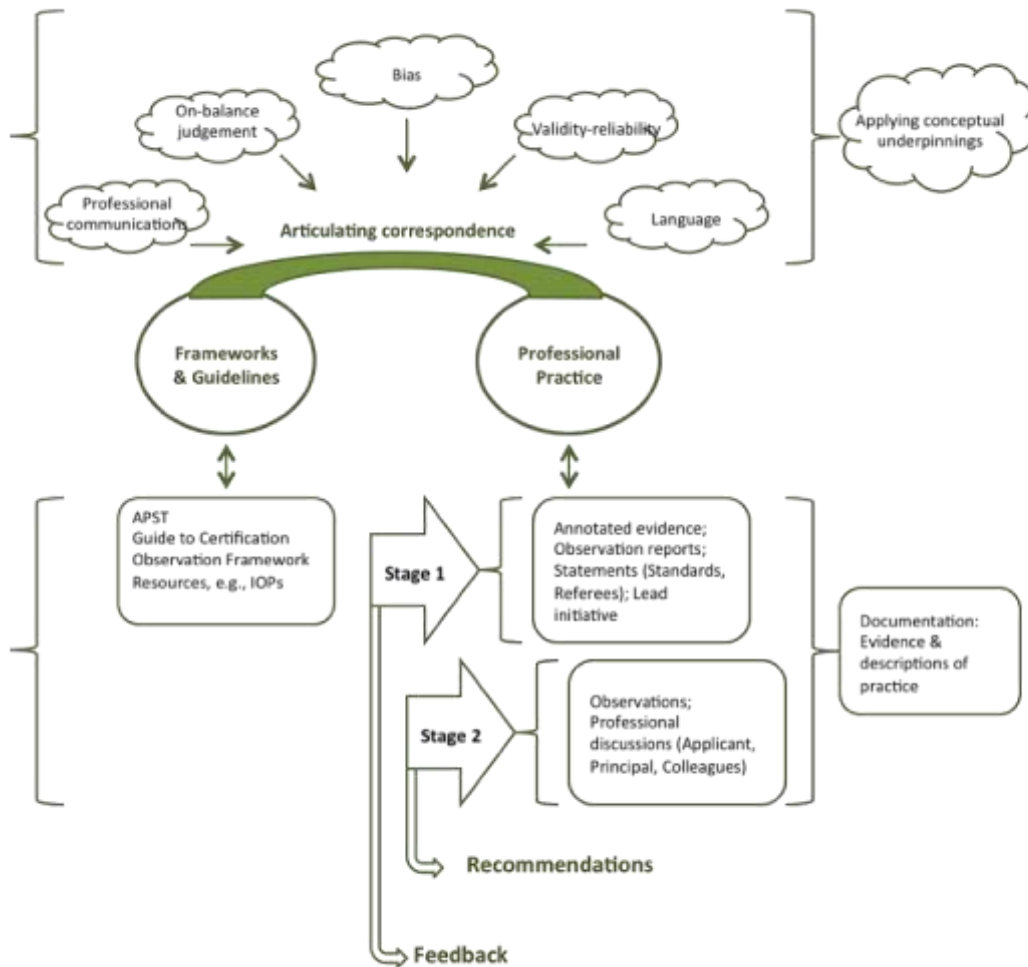 Bias
On-balance
judgement
Validity-reliability
Applying conceptual
underpinnings
Professional
communications
Language
Articulating correspondence
Frameworks
& Guidelines
Professional
Practice
APST
Guide to Certification
Observation Framework
Resources, e.g., IOPs
Stage 1
Annotated evidence;
Observation reports;
Statements (Standards,
Referees); Lead
initiative
Documentation:
Evidence &
descriptions of
practice
Stage 2
Observations;
Professional
discussions (Applicant,
Principal, Colleagues)
Recommendations
Feedback